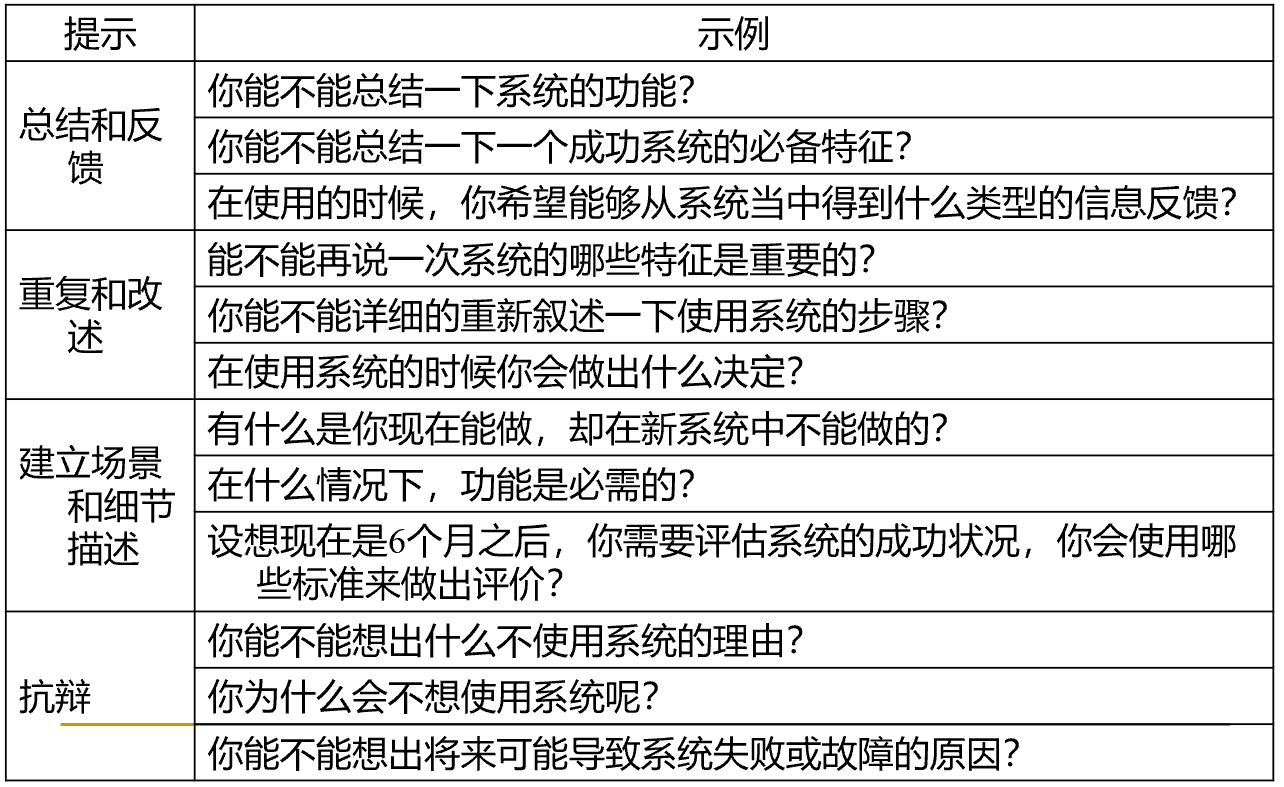 提示
示例
总结和反
馈
你能不能总结一下系统的功能？
你能不能总结一下一个成功系统的必备特征？
在使用的时候，你希望能够从系统当中得到什么类型的信息反馈？
重复和改
述
能不能再说一次系统的哪些特征是重要的？
你能不能详细的重新叙述一下使用系统的步骤？
在使用系统的时候你会做出什么决定？
建立场景
和细节
描述
有什么是你现在能做，却在新系统中不能做的？
在什么情况下，功能是必需的？
设想现在是6个月之后，你需要评估系统的成功状况，你会使用哪
些标准来做出评价？
抗辩
你能不能想出什么不使用系统的理由？
你为什么会不想使用系统呢？
你能不能想出将来可能导致系统失败或故障的原因？